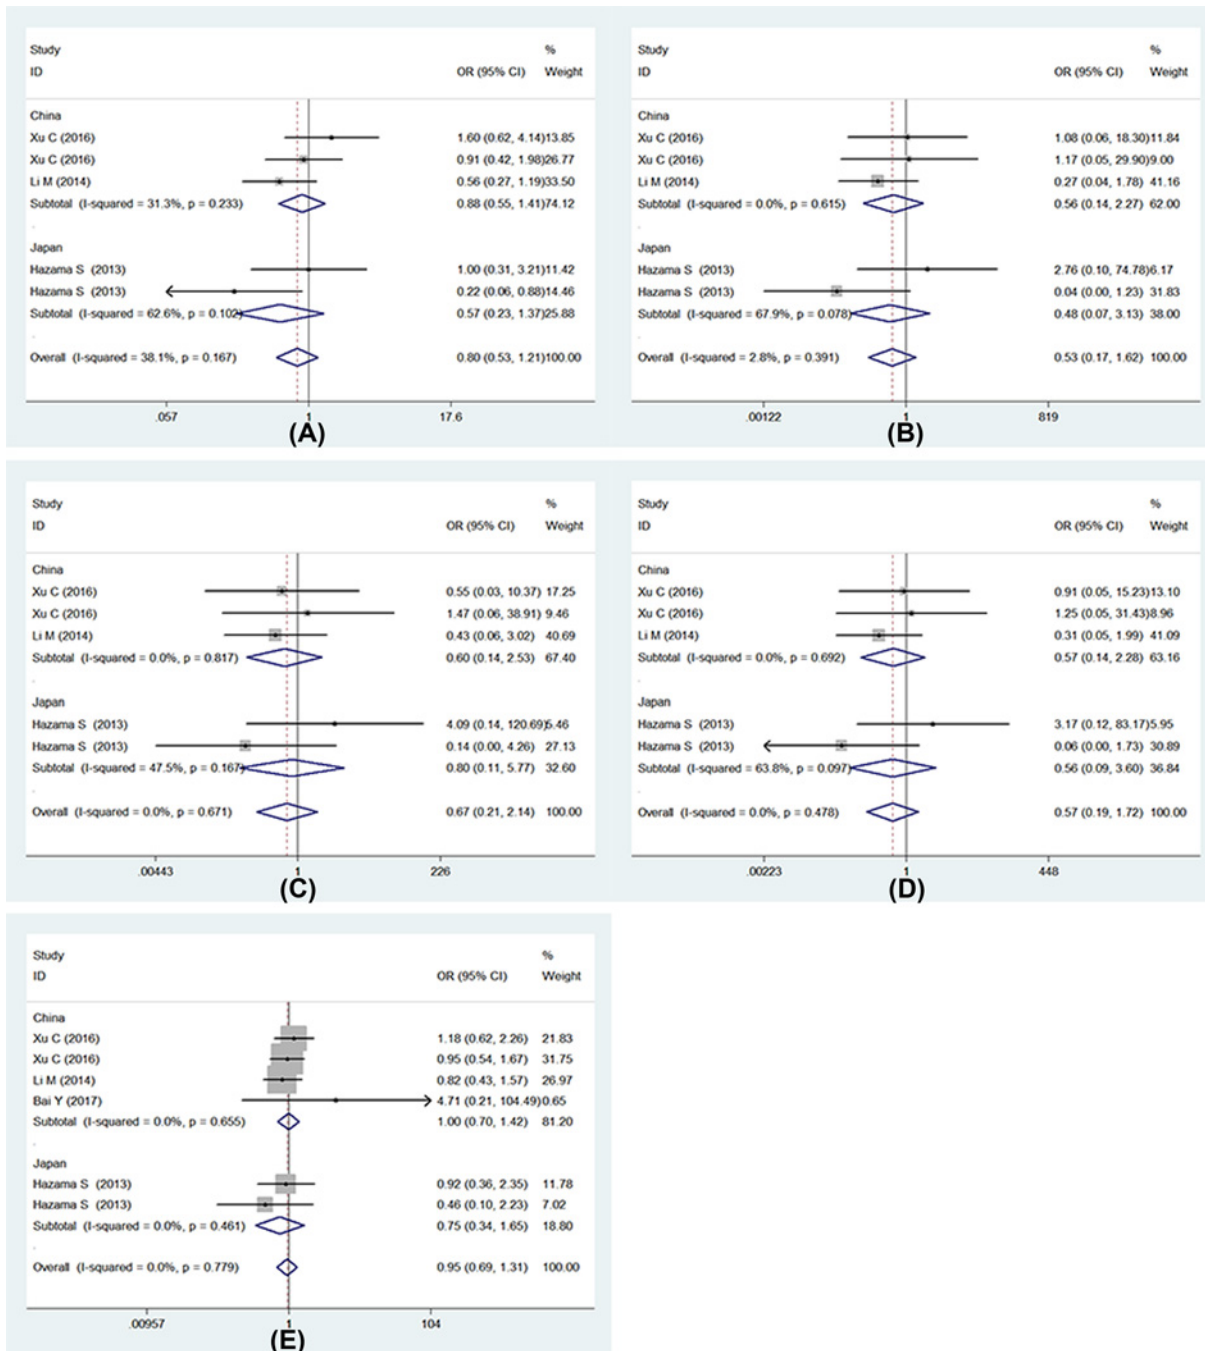 Study %
ID OR (95% CI) Weight
China
Xu C (2016) 1.60 (0.62, 4.14) 13.85
Xu C (2016) 0.91 (0.42, 1.98) 26.77
Li M (2014) 0.56 (0.27, 1.19) 33.50
Subtotal (I-squared = 31.3%, p = 0.233) 0.88 (0.55, 1.41) 74.12
.
Japan
Hazama S (2013) 1.00 (0.31, 3.21) 11.42
Hazama S (2013) 0.22 (0.06, 0.88) 14.46
Subtotal (I-squared = 62.6%, p = 0.102) 0.57 (0.23, 1.37) 25.88
.
Overall (I-squared = 38.1%, p = 0.167) 0.80 (0.53, 1.21) 100.00
.057 1 17.6
(A)
Study %
ID OR (95% CI) Weight
China
Xu C (2016) 1.08 (0.06, 18.30) 11.84
Xu C (2016) 1.17 (0.05, 29.90) 9.00
Li M (2014) 0.27 (0.04, 1.78) 41.16
Subtotal (I-squared = 0.0%, p = 0.615) 0.56 (0.14, 2.27) 62.00
.
Japan
Hazama S (2013) 2.76 (0.10, 74.78) 6.17
Hazama S (2013) 0.04 (0.00, 1.23) 31.83
Subtotal (I-squared = 67.9%, p = 0.078) 0.48 (0.07, 3.13) 38.00
.
Overall (I-squared = 2.8%, p = 0.391) 0.53 (0.17, 1.62) 100.00
.00122 1 819
(B)
Study %
ID OR (95% CI) Weight
China
Xu C (2016) 0.55 (0.03, 10.37) 17.25
Xu C (2016) 1.47 (0.06, 38.91) 9.46
Li M (2014) 0.43 (0.06, 3.02) 40.69
Subtotal (I-squared = 0.0%, p = 0.817) 0.60 (0.14, 2.53) 67.40
.
Japan
Hazama S (2013) 4.09 (0.14, 120.69) 5.46
Hazama S (2013) 0.14 (0.00, 4.26) 27.13
Subtotal (I-squared = 47.5%, p = 0.167) 0.80 (0.11, 5.77) 32.60
.
Overall (I-squared = 0.0%, p = 0.671) 0.67 (0.21, 2.14) 100.00
.00443 1 226
(C)
Study %
ID OR (95% CI) Weight
China
Xu C (2016) 0.91 (0.05, 15.23) 13.10
Xu C (2016) 1.25 (0.05, 31.43) 8.96
Li M (2014) 0.31 (0.05, 1.99) 41.09
Subtotal (I-squared = 0.0%, p = 0.692) 0.57 (0.14, 2.28) 63.16
.
Japan
Hazama S (2013) 3.17 (0.12, 83.17) 5.95
Hazama S (2013) 0.06 (0.00, 1.73) 30.89
Subtotal (I-squared = 63.8%, p = 0.097) 0.56 (0.09, 3.60) 36.84
.
Overall (I-squared = 0.0%, p = 0.478) 0.57 (0.19, 1.72) 100.00
.00223 1 448
(D)
Study %
ID OR (95% CI) Weight
China
Xu C (2016) 1.18 (0.62, 2.26) 21.83
Xu C (2016) 0.95 (0.54, 1.67) 31.75
Li M (2014) 0.82 (0.43, 1.57) 26.97
Bai Y (2017) 4.71 (0.21, 104.49) 0.65
Subtotal (I-squared = 0.0%, p = 0.655) 1.00 (0.70, 1.42) 81.20
.
Japan
Hazama S (2013) 0.92 (0.36, 2.35) 11.78
Hazama S (2013) 0.46 (0.10, 2.23) 7.02
Subtotal (I-squared = 0.0%, p = 0.461) 0.75 (0.34, 1.65) 18.80
.
Overall (I-squared = 0.0%, p = 0.779) 0.95 (0.69, 1.31) 100.00
.00957 1 104
(E)